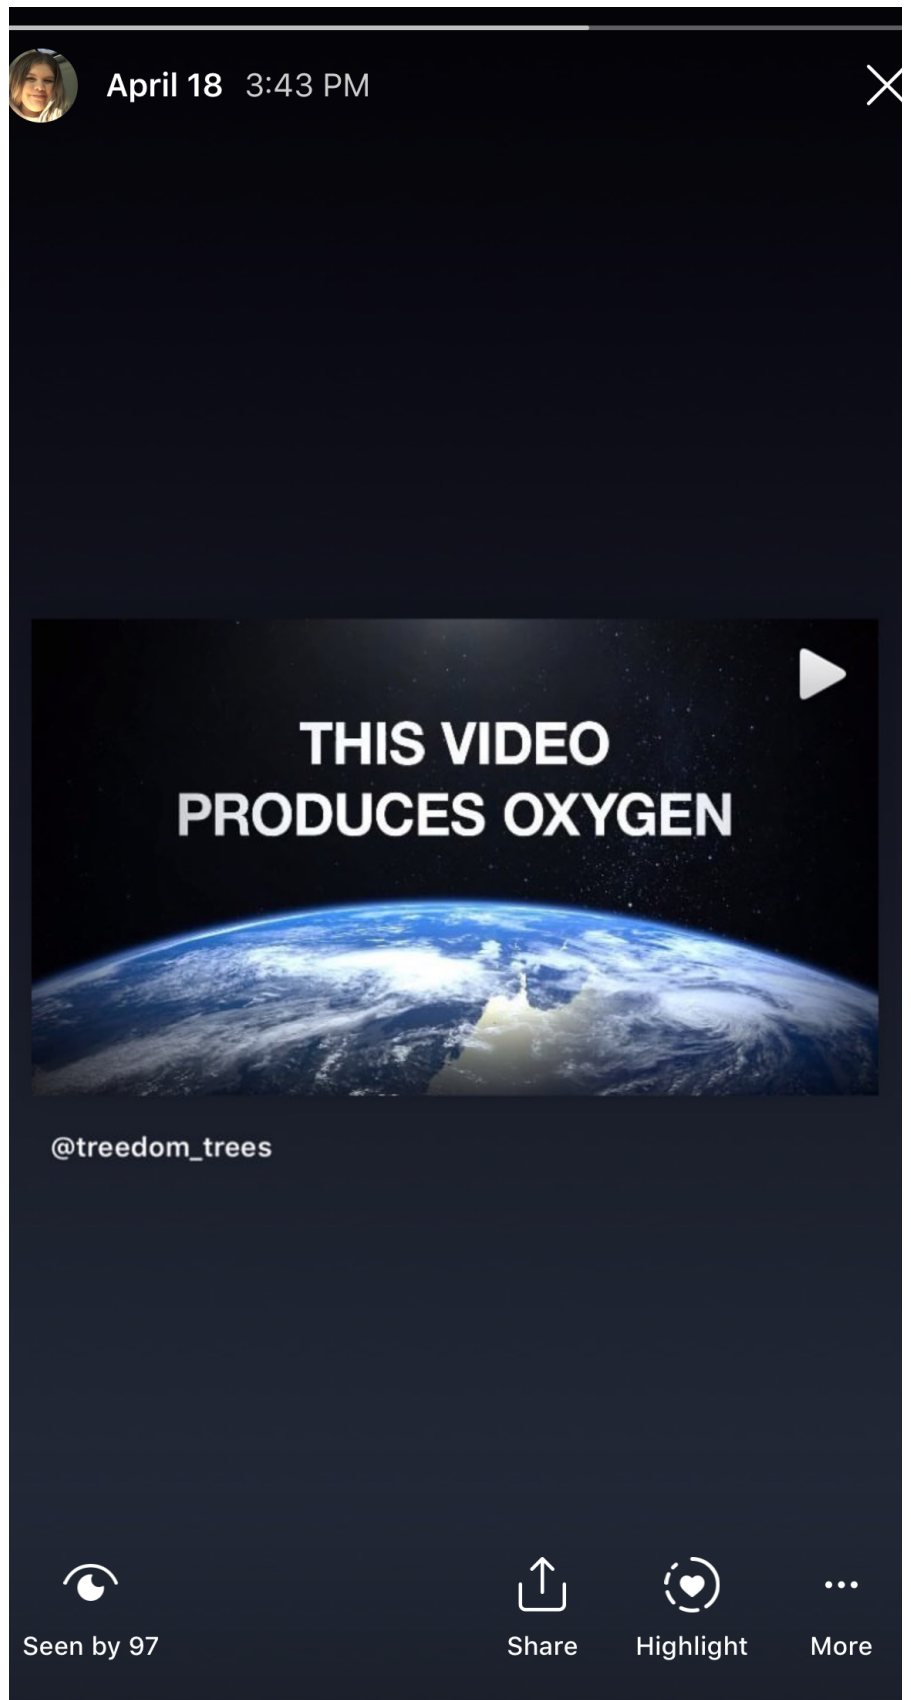 April 18 3:43 PM
THIS VIDEO
PRODUCES OXYGEN
@treedom_trees
Seen by 97
Share
Highlight
More